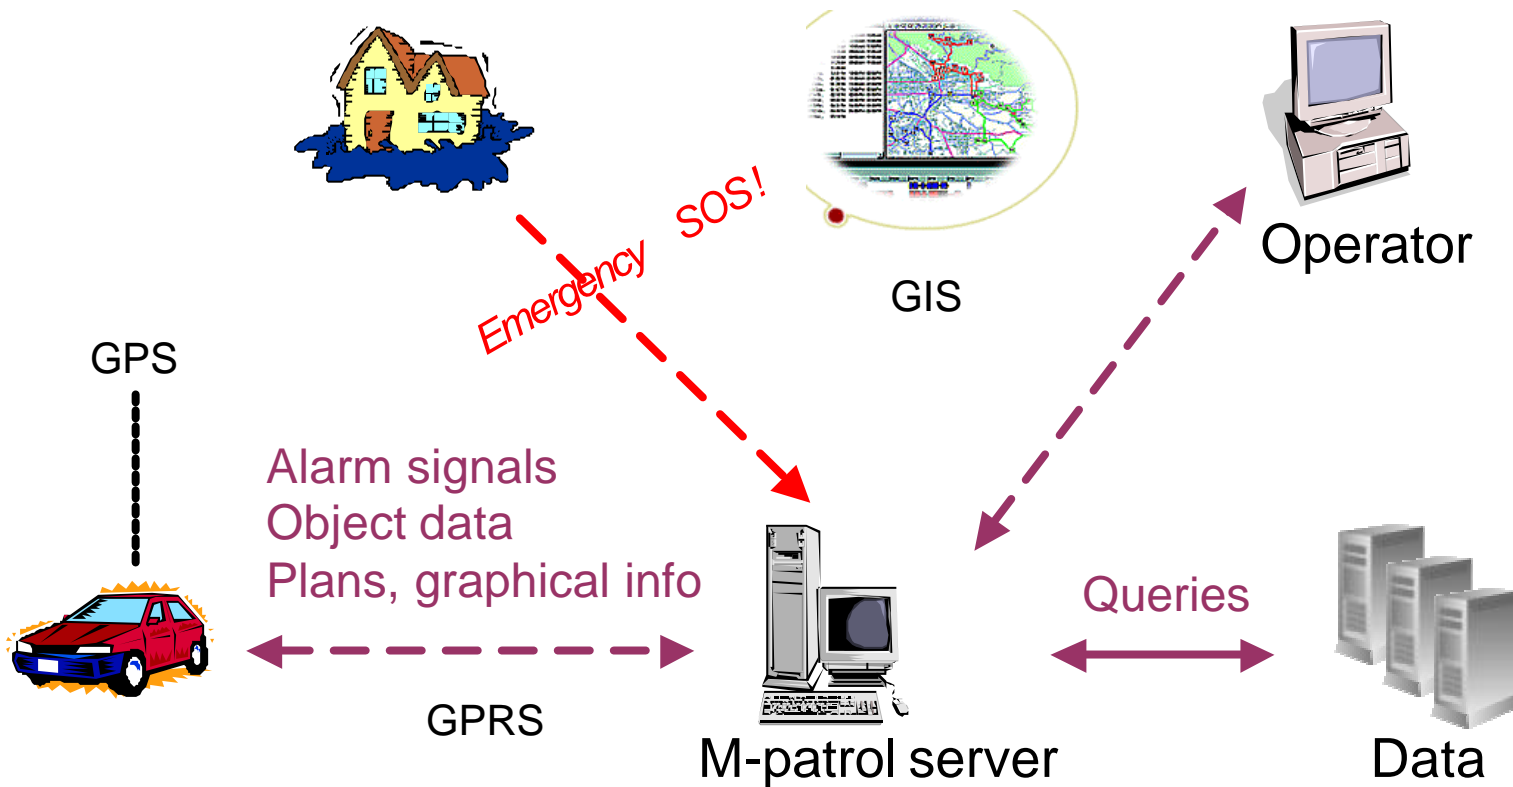 Emergency SOS!
GIS
Operator
GPS
Alarm signals
Object data
Plans, graphical info
GPRS
M-patrol server
Queries
Data